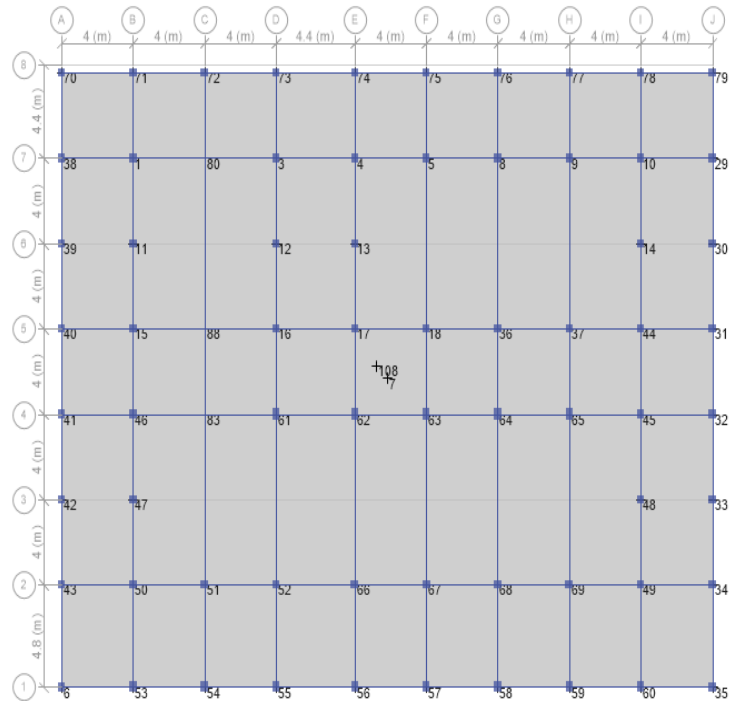 A B C D E F G H I J
4 (m) 4 (m) 4 (m) 4.4 (m) 4 (m) 4 (m) 4 (m) 4 (m) 4 (m)
8
70 71 72 73 74 75 76 77 78 79
4.4 (m)
7
38 1 80 3 4 5 8 9 10 29
4 (m)
6
39 11 12 13 14 30
4 (m)
5
40 15 88 16 17 18 36 37 44 31
4 (m)
108
7
4
41 46 83 61 62 63 64 65 45 32
4 (m)
3
42 47 48 33
4 (m)
2
43 50 51 52 66 67 68 69 49 34
4.8 (m)
1
6 53 54 55 56 57 58 59 60 35